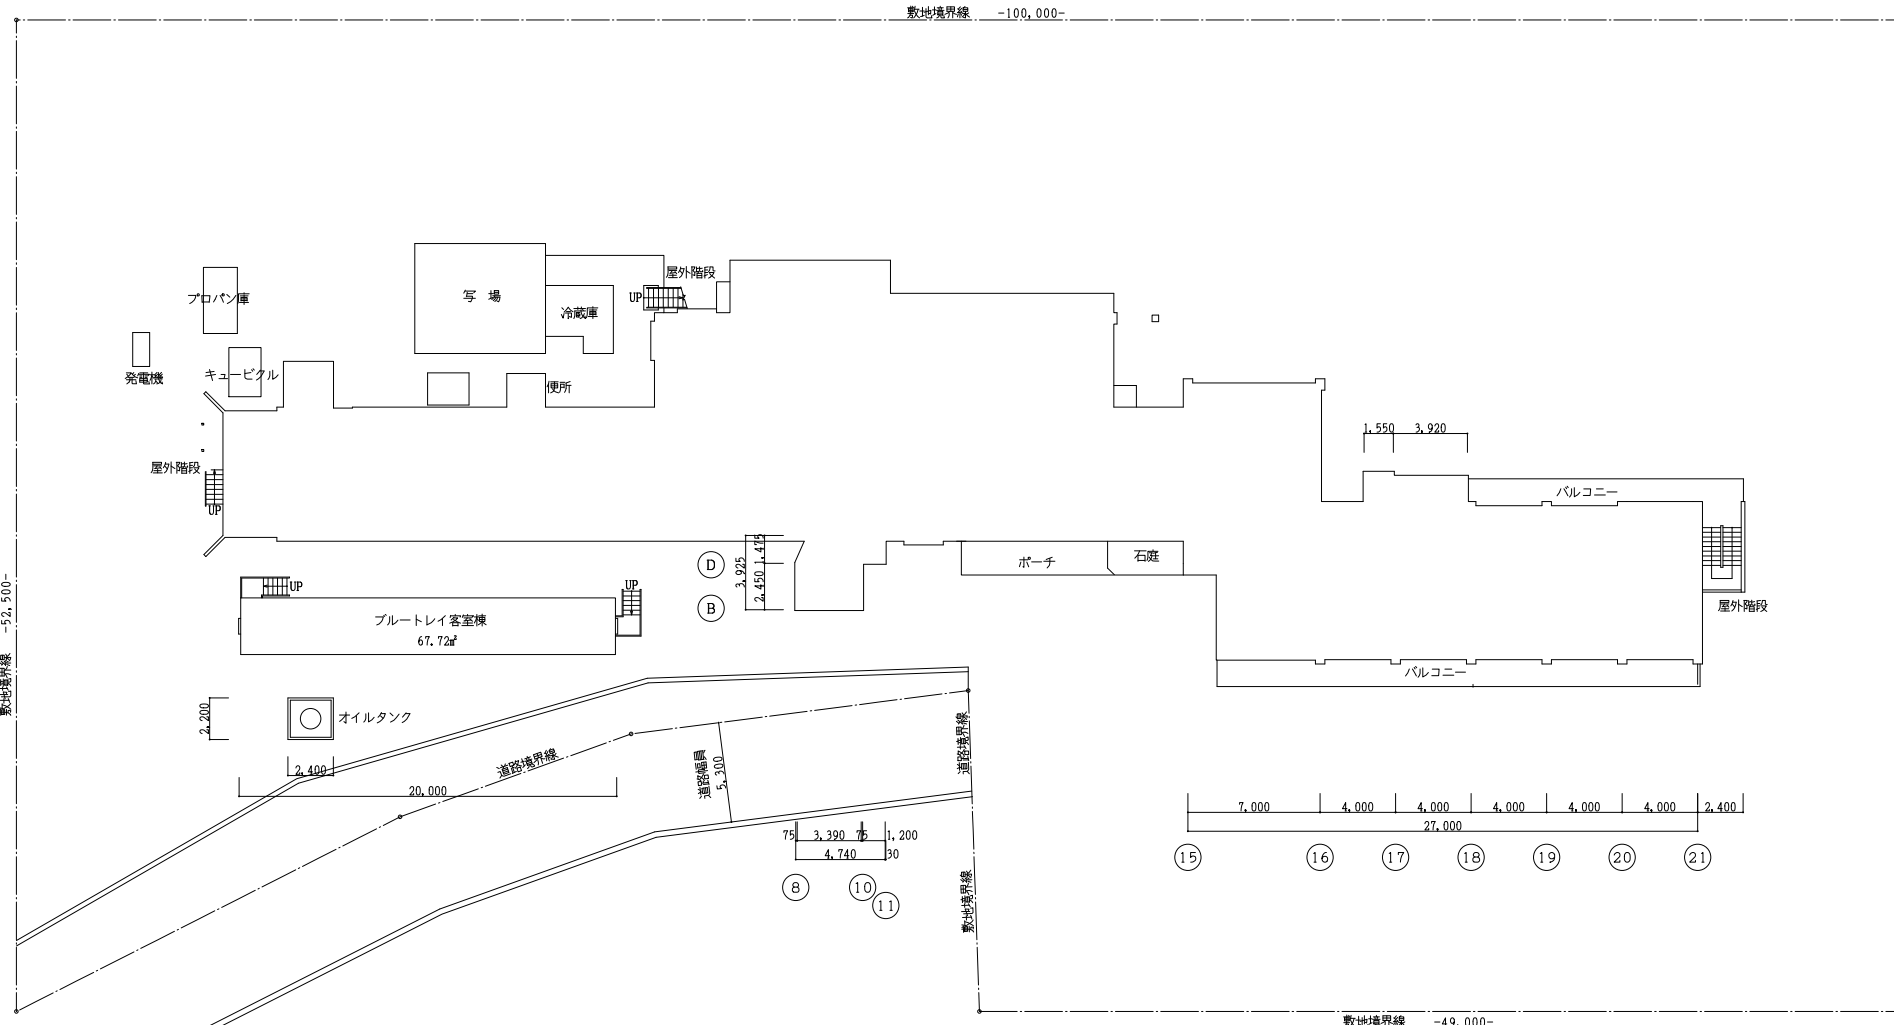 敷地境界線 -100,000-
屋外階段
UP
写 場
冷蔵庫
プロパン庫
発電機
キュービクル
便所
1,550 3,920
屋外階段
UP
バルコニー
D
B
3,925
1,475
2,450
ポーチ
石庭
UP
UP
ブルートレイ客室棟
67.72㎡
屋外階段
バルコニー
敷地境界線 -52,500-
2,200
オイルタンク
2,400
20,000
道路境界線
道路幅員
5,300
道路境界線
敷地境界線
7,000 4,000 4,000 4,000 4,000 4,000 2,400
27,000
75 3,390 75 1,200
4,740 30
15 16 17 18 19 20 21
8 10
11
敷地境界線 -49,000-